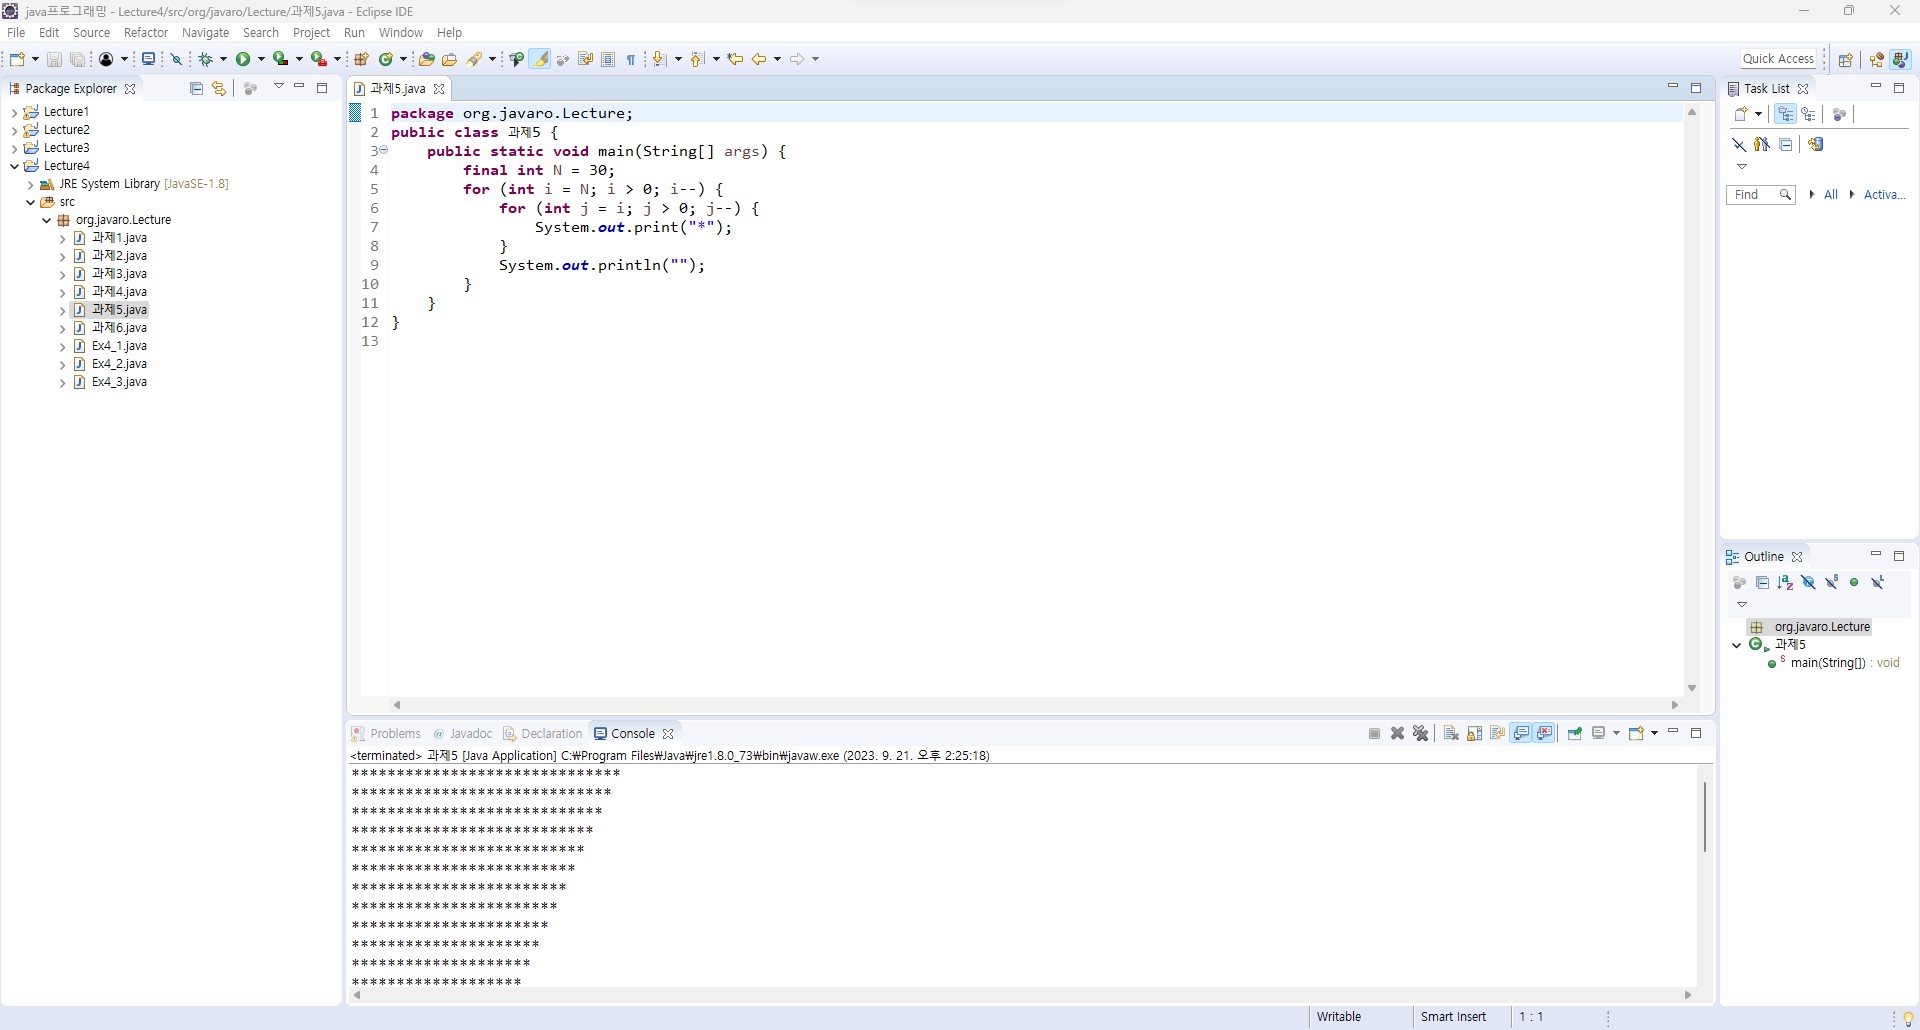 java프로그래밍 - Lecture4/src/org/javaro/Lecture/과제5.java - Eclipse IDE
File Edit Source Refactor Navigate Search Project Run Window Help
Quick Access
Package Explorer
Lecture1
Lecture2
Lecture3
Lecture4
JRE System Library [JavaSE-1.8]
src
org.javaro.Lecture
과제1.java
과제2.java
과제3.java
과제4.java
과제5.java
과제6.java
Ex4_1.java
Ex4_2.java
Ex4_3.java
과제5.java
1 package org.javaro.Lecture;
2 public class 과제5 {
3 public static void main(String[] args) {
4 final int N = 30;
5 for (int i = N; i > 0; i--) {
6 for (int j = i; j > 0; j--) {
7 System.out.print("*");
8 }
9 System.out.println("");
10 }
11 }
12 }
13
Task List
Find All Activa...
Outline
org.javaro.Lecture
과제5
main(String[]) : void
Problems @ Javadoc Declaration Console
<terminated> 과제5 [Java Application] C:₩Program Files₩Java₩jre1.8.0_73₩bin₩javaw.exe (2023. 9. 21. 오후 2:25:18)
******************************
*****************************
****************************
***************************
**************************
*************************
************************
***********************
**********************
*********************
********************
*******************
Writable Smart Insert 1 : 1